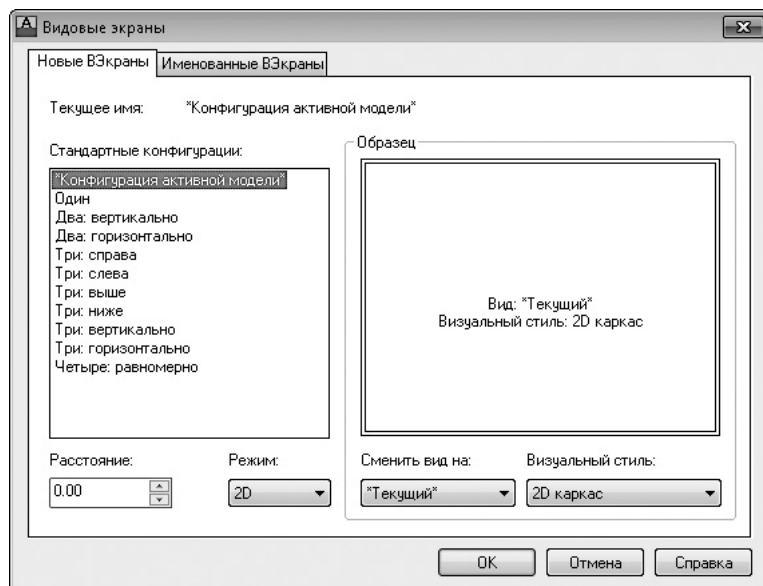 Видовые экраны
Новые ВЭкраны Именованные ВЭкраны
Текущее имя: *Конфигурация активной модели*
Стандартные конфигурации:
*Конфигурация активной модели*
Один
Два: вертикально
Два: горизонтально
Три: справа
Три: слева
Три: выше
Три: ниже
Три: вертикально
Три: горизонтально
Четыре: равномерно
Образец
Вид: *Текущий*
Визуальный стиль: 2D каркас
Расстояние: Режим: Сменить вид на: Визуальный стиль:
0.00 2D *Текущий* 2D каркас
OK Отмена Справка